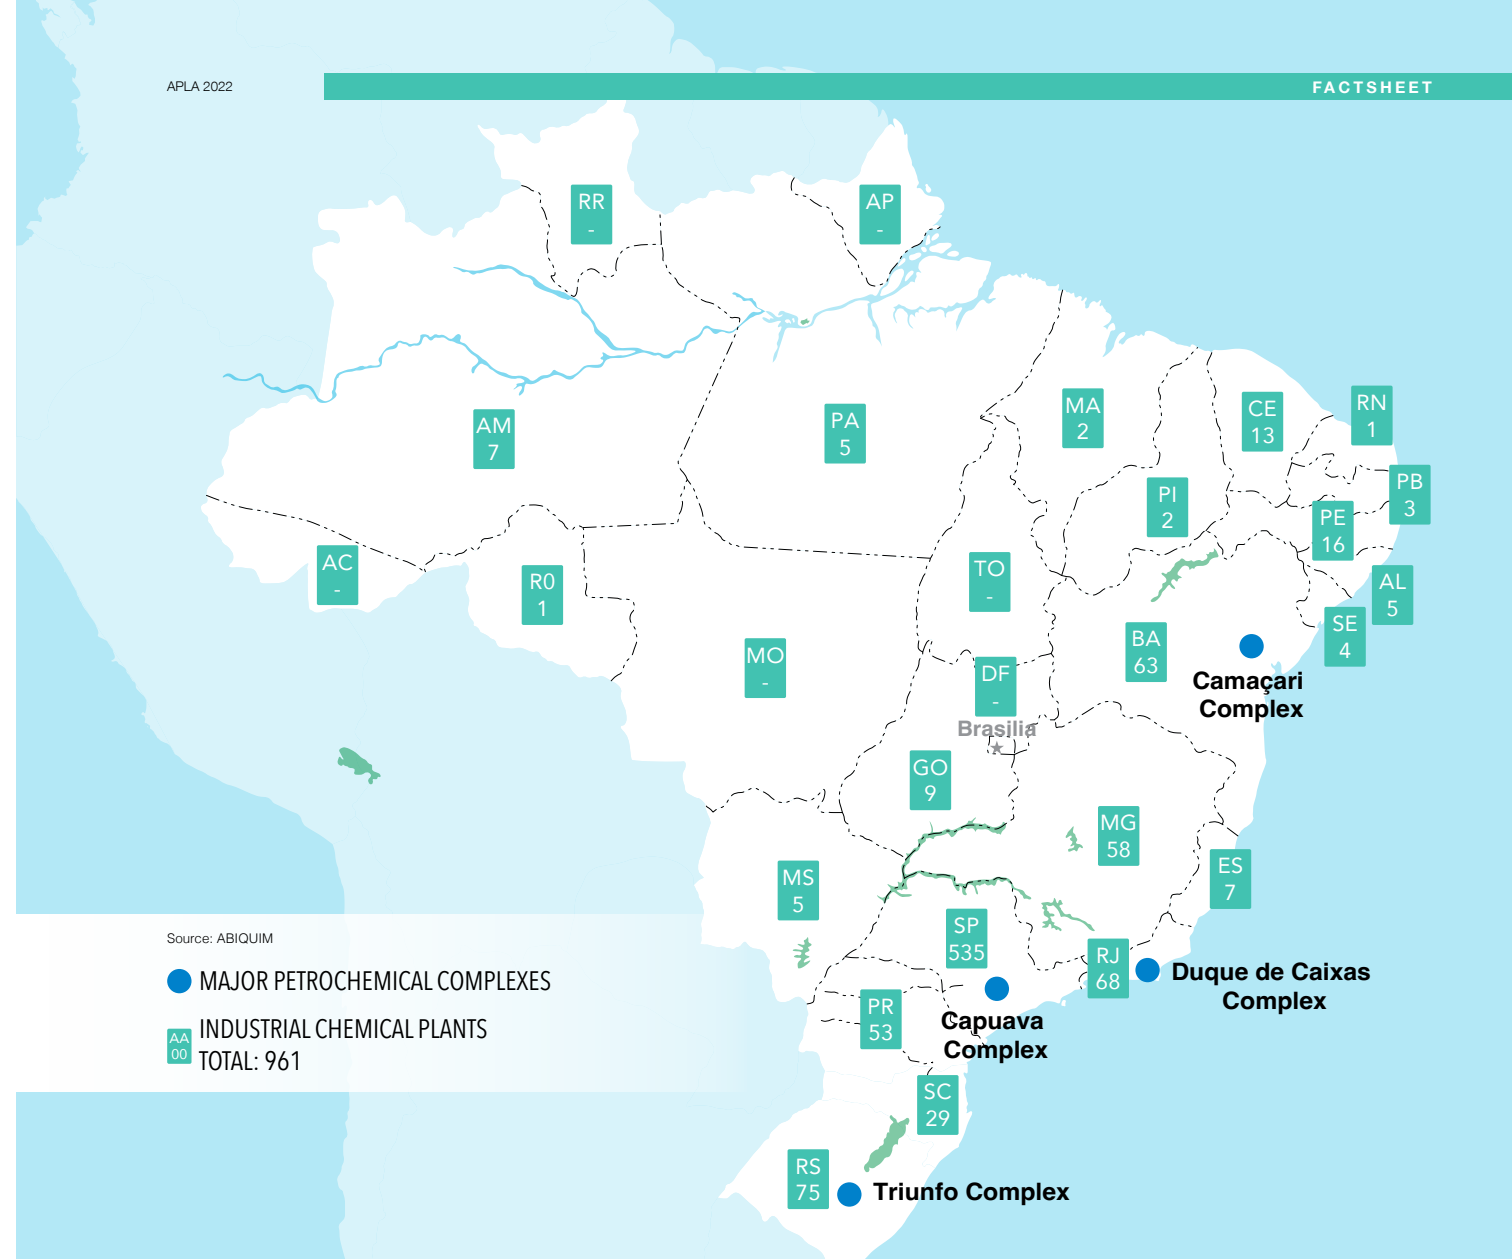 APLA 2022
FACTSHEET
RR
-
AP
-
AM
7
PA
5
MA
2
CE
13
RN
1
PB
3
PI
2
PE
16
AC
-
R0
1
TO
-
AL
5
SE
4
BA
63
MO
-
DF
-
Camaçari
Complex
Brasilia
GO
9
MG
58
ES
7
MS
5
SP
535
RJ
68
Duque de Caixas
Complex
Source: ABIQUIM
MAJOR PETROCHEMICAL COMPLEXES
AA
00
INDUSTRIAL CHEMICAL PLANTS
TOTAL: 961
PR
53
Capuava
Complex
SC
29
RS
75
Triunfo Complex